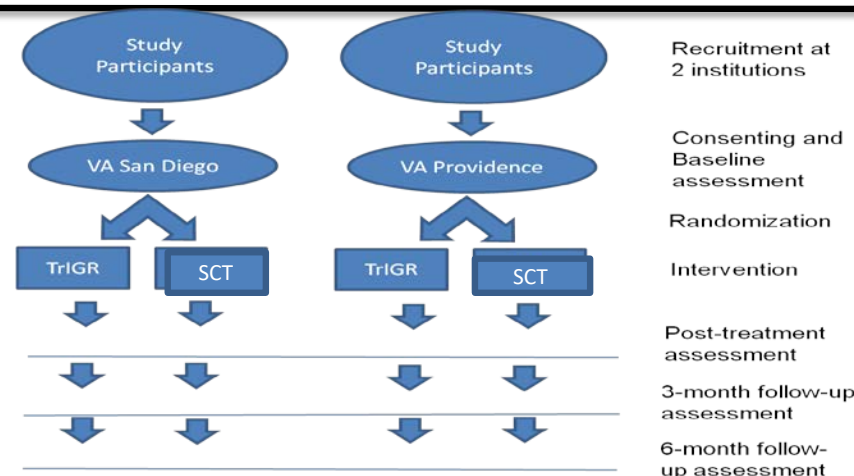 Study
Participants
Study
Participants
Recruitment at
2 institutions
VA San Diego
VA Providence
Consenting and
Baseline
assessment
Randomization
TrIGR
SCT
TrIGR
SCT
Intervention
Post-treatment
assessment
3-month follow-up
assessment
6-month follow-
up assessment